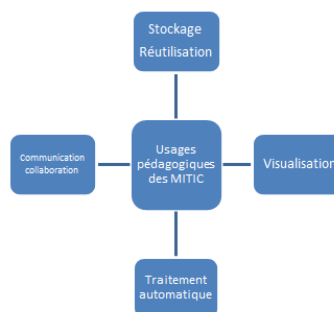 Stockage
Réutilisation
Communication
collaboration
Usages
pédagogiques
des MITIC
Visualisation
Traitement
automatique